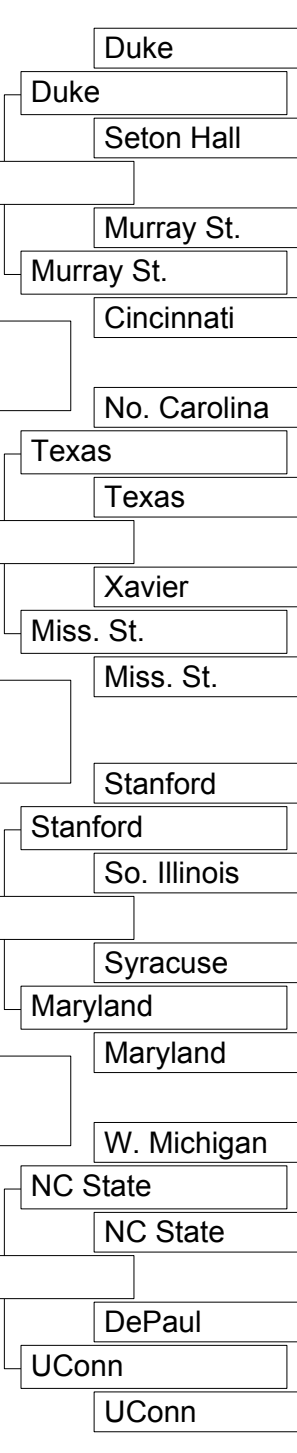 Duke
Duke
Seton Hall
Murray St.
Murray St.
Cincinnati
No. Carolina
Texas
Texas
Xavier
Miss. St.
Miss. St.
Stanford
Stanford
So. Illinois
Syracuse
Maryland
Maryland
W. Michigan
NC State
NC State
DePaul
UConn
UConn